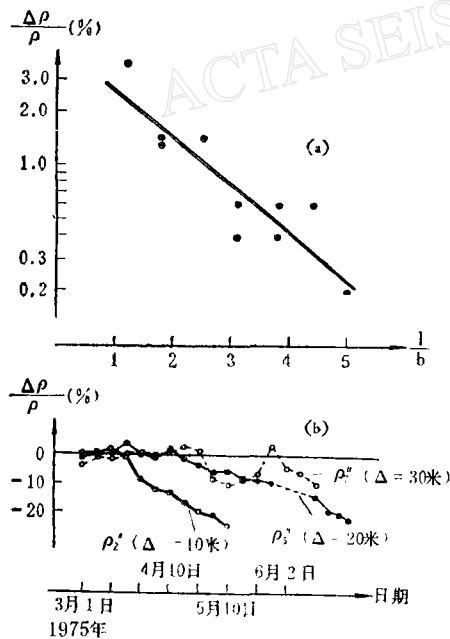 Δρ/ρ (%)
ACTA SEIS
3.0
2.0
(a)
1.0
0.3
0.2
1 2 3 4 5 l/b
Δρ/ρ (%)
(b)
0
-10
-20
(Δ = 30米)
ρ₂″ (Δ -10米)
(Δ - 20米)
4月10日
6月2日
3月1日
5月10日
日期
1975年